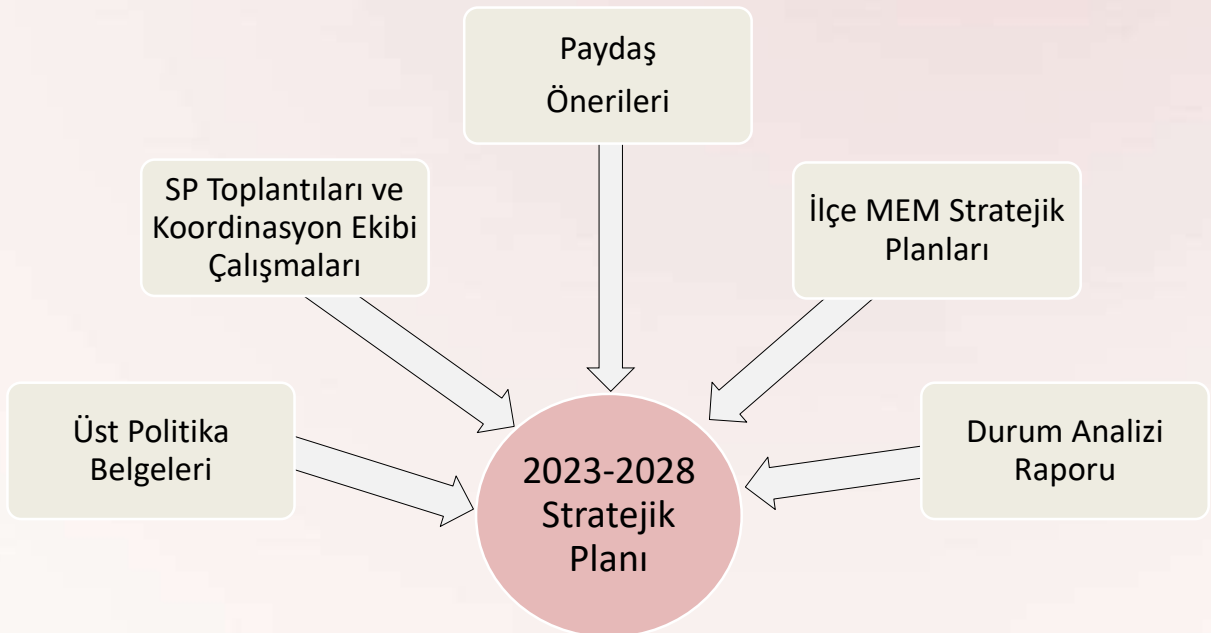 Paydaş
Önerileri
SP Toplantıları ve
Koordinasyon Ekibi
Çalışmaları
İlçe MEM Stratejik
Planları
Üst Politika
Belgeleri
Durum Analizi
Raporu
2023-2028
Stratejik
Planı